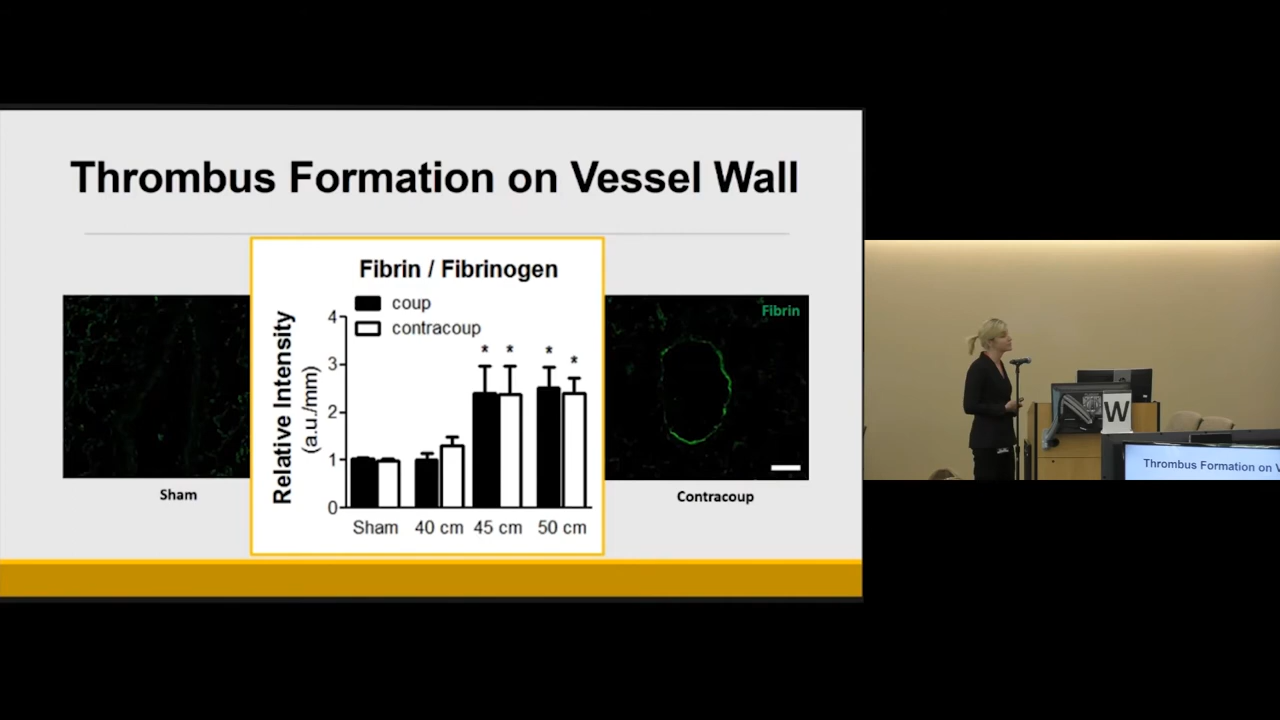 Thrombus Formation on Vessel Wall
Fibrin / Fibrinogen
coup
contracoup
Relative Intensity
(a.u./mm)
4
3
2
1
0
* * * *
Sham 40 cm 45 cm 50 cm
Sham
Fibrin
Contracoup
W
Thrombus Formation on V